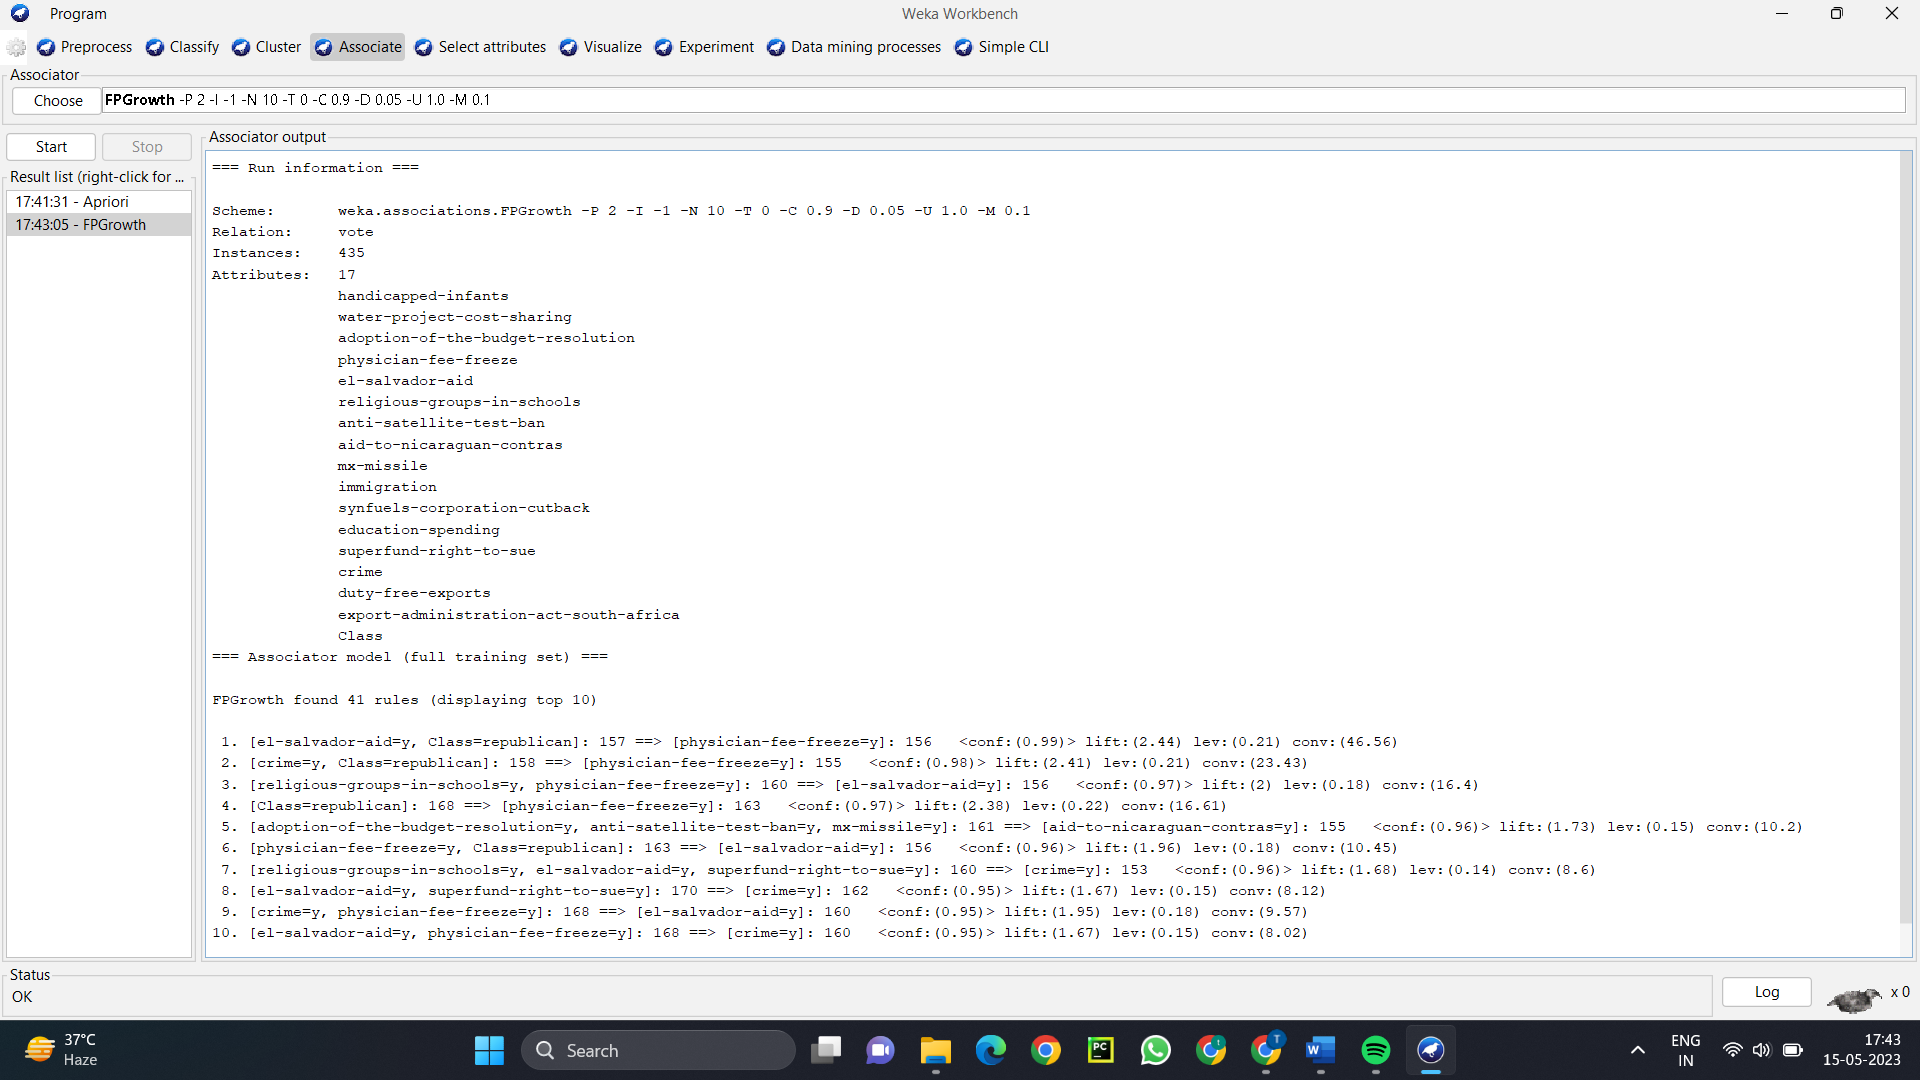 Program
Weka Workbench
Preprocess
Classify
Cluster
Associate
Select attributes
Visualize
Experiment
Data mining processes
Simple CLI
Associator
Choose
FPGrowth -P 2 -I -1 -N 10 -T 0 -C 0.9 -D 0.05 -U 1.0 -M 0.1
Start
Stop
Result list (right-click for ...
17:41:31 - Apriori
17:43:05 - FPGrowth
Associator output
=== Run information ===
Scheme: weka.associations.FPGrowth -P 2 -I -1 -N 10 -T 0 -C 0.9 -D 0.05 -U 1.0 -M 0.1
Relation: vote
Instances: 435
Attributes: 17
handicapped-infants
water-project-cost-sharing
adoption-of-the-budget-resolution
physician-fee-freeze
el-salvador-aid
religious-groups-in-schools
anti-satellite-test-ban
aid-to-nicaraguan-contras
mx-missile
immigration
synfuels-corporation-cutback
education-spending
superfund-right-to-sue
crime
duty-free-exports
export-administration-act-south-africa
Class
=== Associator model (full training set) ===
FPGrowth found 41 rules (displaying top 10)
1. [el-salvador-aid=y, Class=republican]: 157 ==> [physician-fee-freeze=y]: 156 <conf:(0.99)> lift:(2.44) lev:(0.21) conv:(46.56)
2. [crime=y, Class=republican]: 158 ==> [physician-fee-freeze=y]: 155 <conf:(0.98)> lift:(2.41) lev:(0.21) conv:(23.43)
3. [religious-groups-in-schools=y, physician-fee-freeze=y]: 160 ==> [el-salvador-aid=y]: 156 <conf:(0.97)> lift:(2) lev:(0.18) conv:(16.4)
4. [Class=republican]: 168 ==> [physician-fee-freeze=y]: 163 <conf:(0.97)> lift:(2.38) lev:(0.22) conv:(16.61)
5. [adoption-of-the-budget-resolution=y, anti-satellite-test-ban=y, mx-missile=y]: 161 ==> [aid-to-nicaraguan-contras=y]: 155 <conf:(0.96)> lift:(1.73) lev:(0.15) conv:(10.2)
6. [physician-fee-freeze=y, Class=republican]: 163 ==> [el-salvador-aid=y]: 156 <conf:(0.96)> lift:(1.96) lev:(0.18) conv:(10.45)
7. [religious-groups-in-schools=y, el-salvador-aid=y, superfund-right-to-sue=y]: 160 ==> [crime=y]: 153 <conf:(0.96)> lift:(1.68) lev:(0.14) conv:(8.6)
8. [el-salvador-aid=y, superfund-right-to-sue=y]: 170 ==> [crime=y]: 162 <conf:(0.95)> lift:(1.67) lev:(0.15) conv:(8.12)
9. [crime=y, physician-fee-freeze=y]: 168 ==> [el-salvador-aid=y]: 160 <conf:(0.95)> lift:(1.95) lev:(0.18) conv:(9.57)
10. [el-salvador-aid=y, physician-fee-freeze=y]: 168 ==> [crime=y]: 160 <conf:(0.95)> lift:(1.67) lev:(0.15) conv:(8.02)
Status
OK
Log
x 0
37°C
Haze
Search
PC
t
T
W
ENG
IN
17:43
15-05-2023